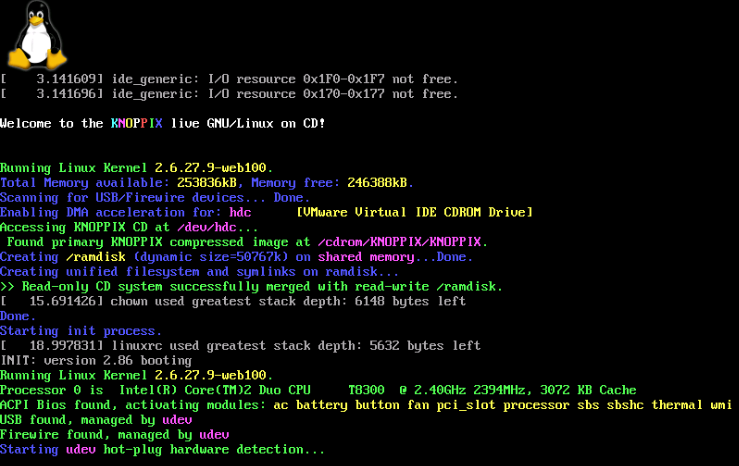 [    3.141609] ide_generic: I/O resource 0x1F0-0x1F7 not free.
[    3.141696] ide_generic: I/O resource 0x170-0x177 not free.
Welcome to the KNOPPIX live GNU/Linux on CD!
Running Linux Kernel 2.6.27.9-web100.
Total Memory available: 253836kB, Memory free: 246388kB.
Scanning for USB/Firewire devices... Done.
Enabling DMA acceleration for: hdc      [VMware Virtual IDE CDROM Drive]
Accessing KNOPPIX CD at /dev/hdc...
 Found primary KNOPPIX compressed image at /cdrom/KNOPPIX/KNOPPIX.
Creating /ramdisk (dynamic size=50767k) on shared memory...Done.
Creating unified filesystem and symlinks on ramdisk...
>> Read-only CD system successfully merged with read-write /ramdisk.
[   15.691426] chown used greatest stack depth: 6148 bytes left
Done.
Starting init process.
[   18.997831] linuxrc used greatest stack depth: 5632 bytes left
INIT: version 2.86 booting
Running Linux Kernel 2.6.27.9-web100.
Processor 0 is  Intel(R) Core(TM)2 Duo CPU     T8300  @ 2.40GHz 2394MHz, 3072 KB Cache
ACPI Bios found, activating modules: ac battery button fan pci_slot processor sbs sbshc thermal wmi
USB found, managed by udev
Firewire found, managed by udev
Starting udev hot-plug hardware detection...